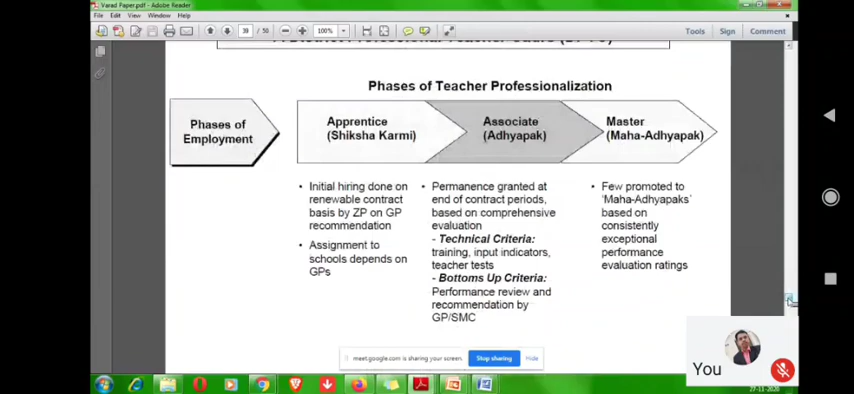 Varad Paper.pdf - Adobe Reader
File Edit View Window Help
39 / 50 100% Tools Sign Comment
Phases of Teacher Professionalization
Phases of
Employment
Apprentice
(Shiksha Karmi)
Associate
(Adhyapak)
Master
(Maha-Adhyapak)
• Initial hiring done on
renewable contract
basis by ZP on GP
recommendation
• Assignment to
schools depends on
GPs
• Permanence granted at
end of contract periods,
based on comprehensive
evaluation
- Technical Criteria:
training, input indicators,
teacher tests
- Bottoms Up Criteria:
Performance review and
recommendation by
GP/SMC
• Few promoted to
'Maha-Adhyapaks'
based on
consistently
exceptional
performance
evaluation ratings
meet.google.com is sharing your screen. Stop sharing Hide
You
27-11-2020